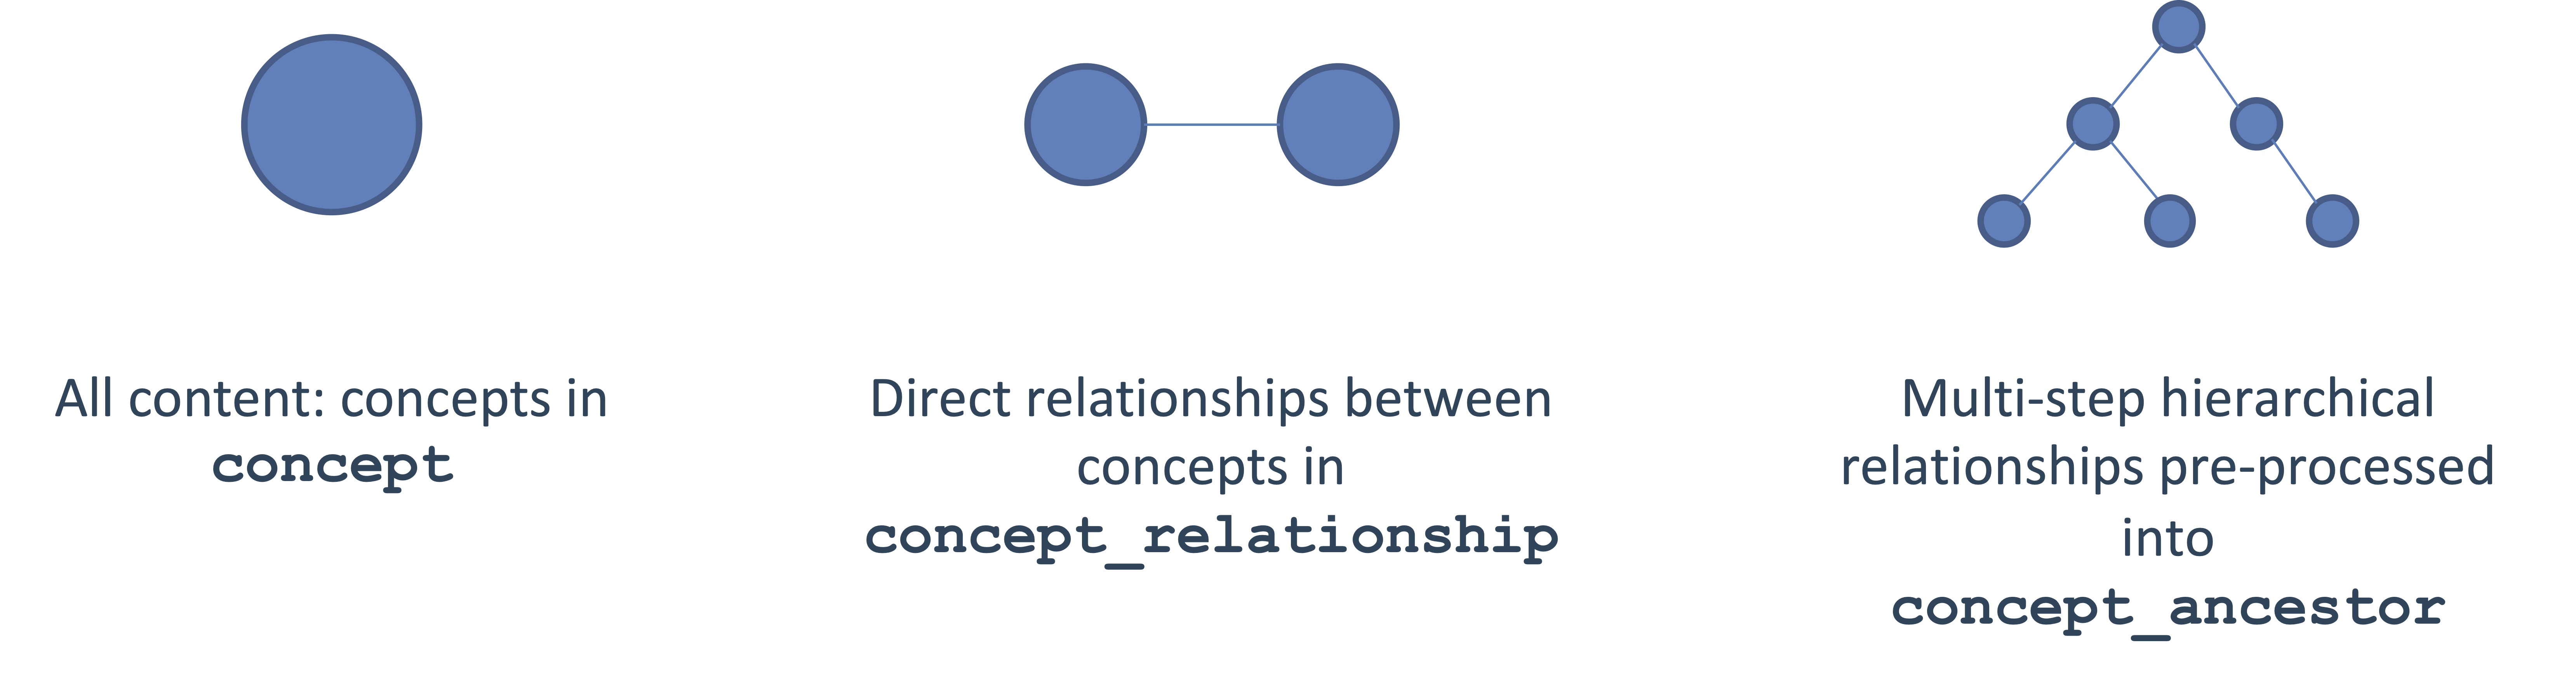 All content: concepts in
concept
Direct relationships between
concepts in
concept_relationship
Multi-step hierarchical
relationships pre-processed
into
concept_ancestor